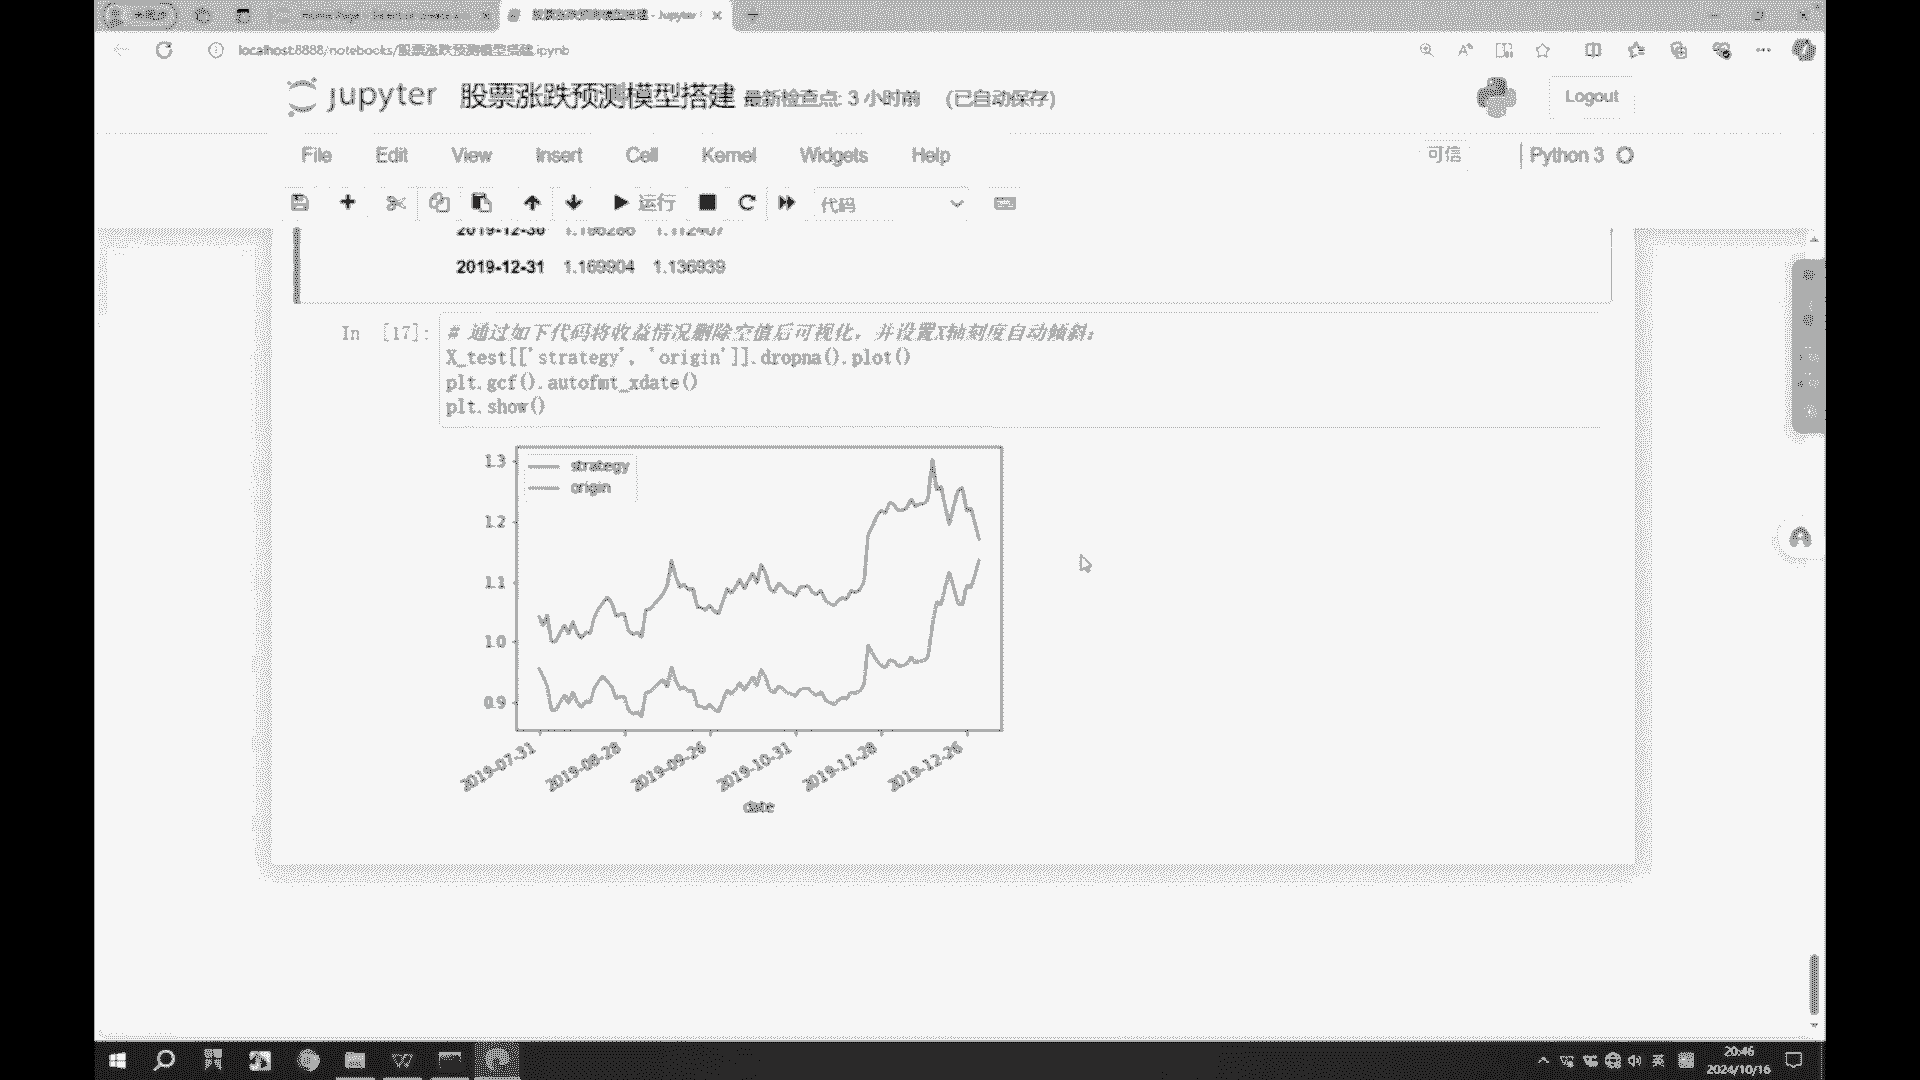 股票涨跌预测模型搭建 - Jupyter
localhost:8888/notebooks/股票涨跌预测模型搭建.ipynb
jupyter 股票涨跌预测模型搭建 最新检查点: 3 小时前 (已自动保存)
Logout
File Edit View Insert Cell Kernel Widgets Help
可信 Python 3
运行 代码
2019-12-30
2019-12-31 1.169904 1.136939
In [17]: # 通过如下代码将收益情况删除空值后可视化，并设置X轴刻度自动倾斜：
X_test[['strategy', 'origin']].dropna().plot()
plt.gcf().autofmt_xdate()
plt.show()
strategy
origin
1.3
1.2
1.1
1.0
0.9
2019-07-31 2019-08-28 2019-09-26 2019-10-31 2019-11-28 2019-12-26
date
英
20:46
2024/10/16